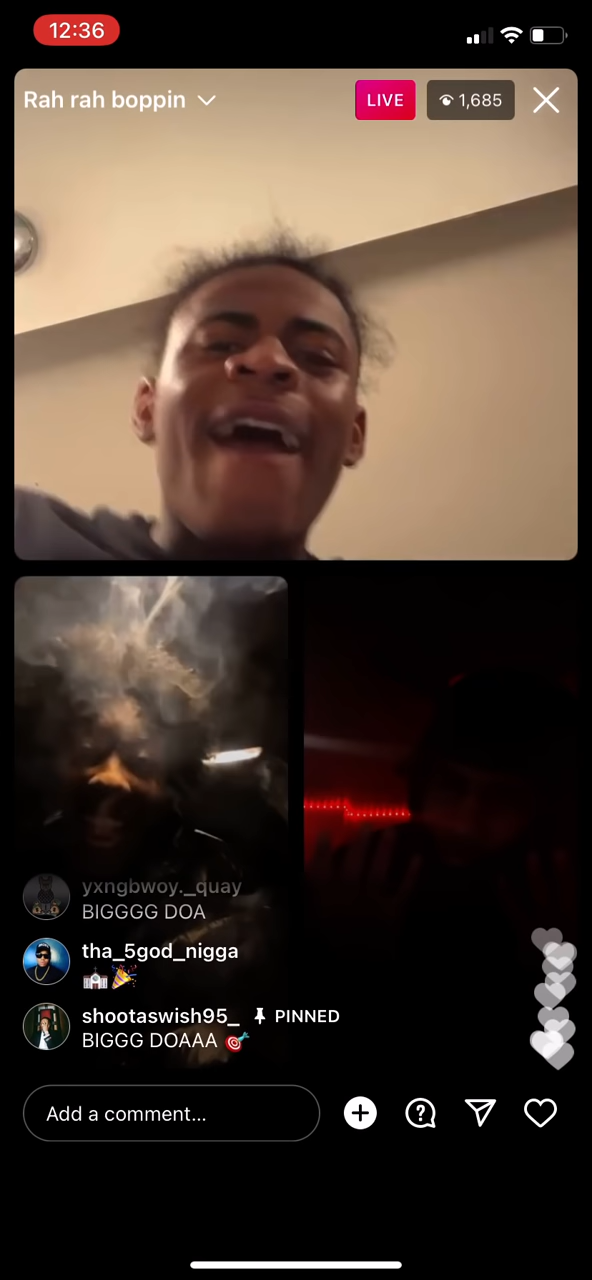 12:36
Rah rah boppin
LIVE
1,685
yxngbwoy._quay
BIGGGG DOA
tha_5god_nigga
⛪🎉
shootaswish95_ PINNED
BIGGG DOAAA 🎯
Add a comment...